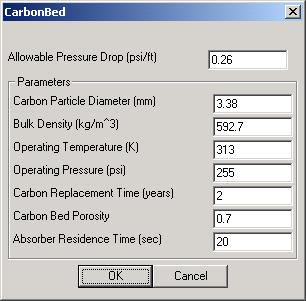 CarbonBed
Allowable Pressure Drop (psi/ft) 0.26
Parameters
Carbon Particle Diameter (mm) 3.38
Bulk Density (kg/m^3) 592.7
Operating Temperature (K) 313
Operating Pressure (psi) 255
Carbon Replacement Time (years) 2
Carbon Bed Porosity 0.7
Absorber Residence Time (sec) 20
OK Cancel